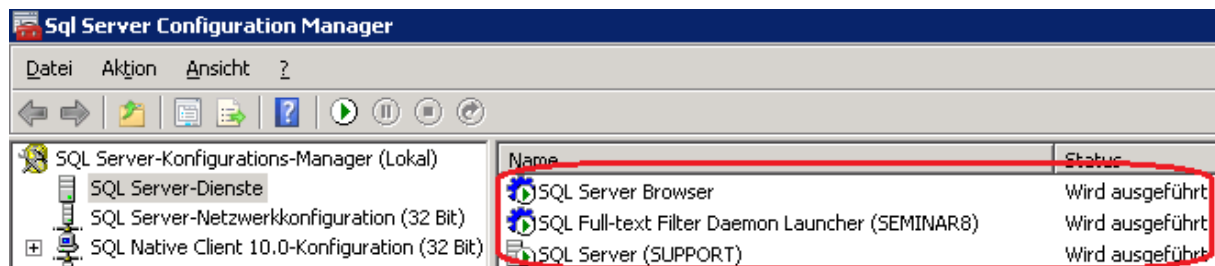 Sql Server Configuration Manager
Datei Aktion Ansicht ?
SQL Server-Konfigurations-Manager (Lokal)
SQL Server-Dienste
SQL Server-Netzwerkkonfiguration (32 Bit)
SQL Native Client 10.0-Konfiguration (32 Bit)
Name Status
SQL Server Browser Wird ausgeführt
SQL Full-text Filter Daemon Launcher (SEMINAR8) Wird ausgeführt
SQL Server (SUPPORT) Wird ausgeführt